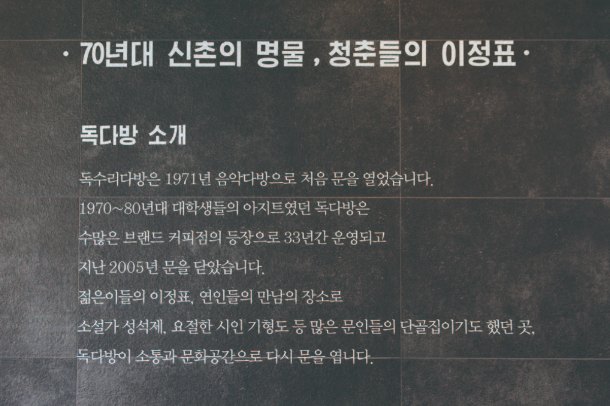 · 70년대 신촌의 명물, 청춘들의 이정표 ·
독다방 소개
독수리다방은 1971년 음악다방으로 처음 문을 열었습니다.
1970~80년대 대학생들의 아지트였던 독다방은
수많은 브랜드 커피점의 등장으로 33년간 운영되고
지난 2005년 문을 닫았습니다.
젊은이들의 이정표, 연인들의 만남의 장소로
소설가 성석제, 요절한 시인 기형도 등 많은 문인들의 단골집이기도 했던 곳,
독다방이 소통과 문화공간으로 다시 문을 엽니다.